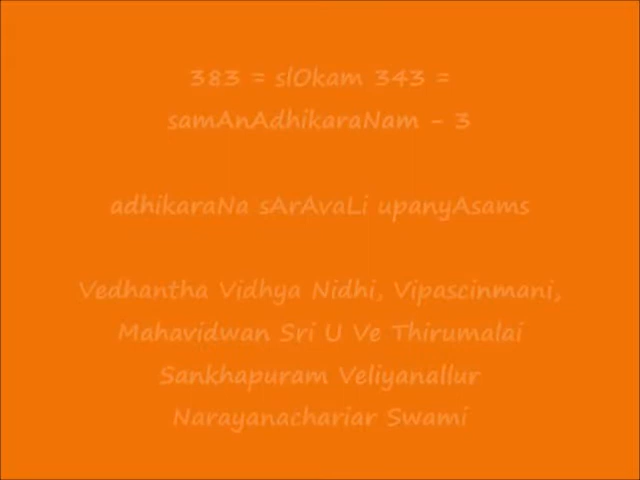 383 = slOkam 343 =
samAnAdhikaraNam - 3
adhikaraNa sArAvaLi upanyAsams
Vedhantha Vidhya Nidhi, Vipascinmani,
Mahavidwan Sri U Ve Thirumalai
Sankhapuram Veliyanallur
Narayanachariar Swami